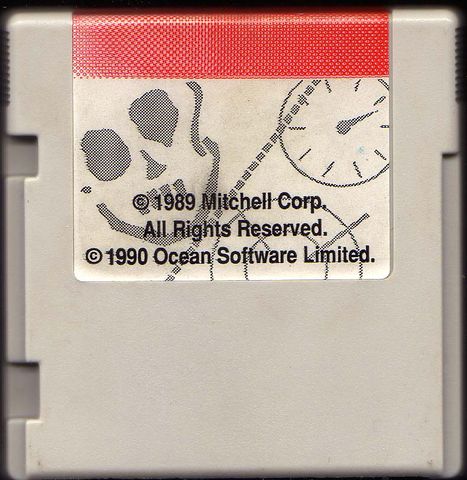 © 1989 Mitchell Corp.
All Rights Reserved.
© 1990 Ocean Software Limited.